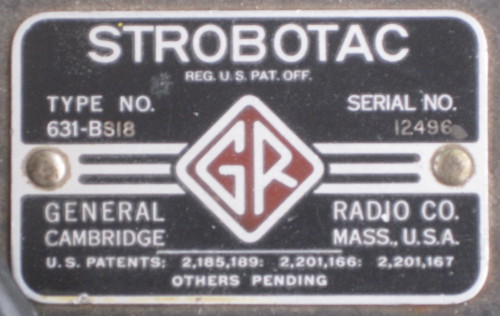 STROBOTAC
REG. U.S. PAT. OFF.
TYPE NO. SERIAL NO.
631-BS18 12496
GR
GENERAL RADIO CO.
CAMBRIDGE MASS., U.S.A.
U.S. PATENTS: 2,185,189: 2,201,166: 2,201,167
OTHERS PENDING